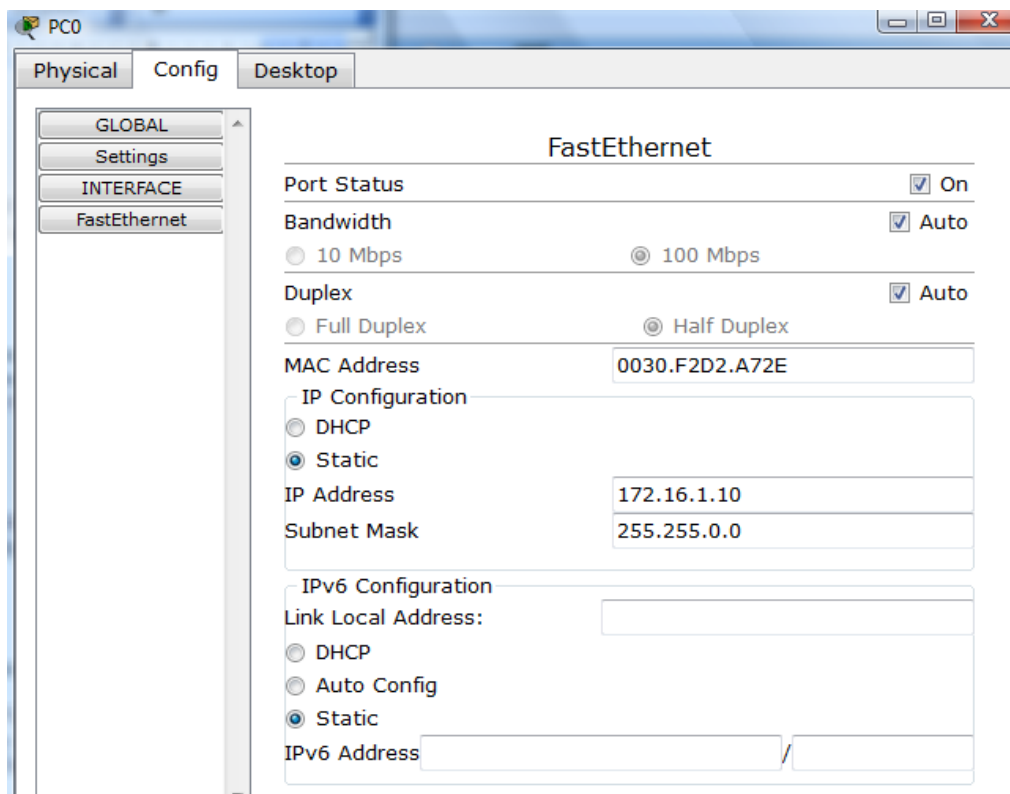 PC0
Physical Config Desktop
GLOBAL
Settings
INTERFACE
FastEthernet
FastEthernet
Port Status On
Bandwidth Auto
10 Mbps 100 Mbps
Duplex Auto
Full Duplex Half Duplex
MAC Address 0030.F2D2.A72E
IP Configuration
DHCP
Static
IP Address 172.16.1.10
Subnet Mask 255.255.0.0
IPv6 Configuration
Link Local Address:
DHCP
Auto Config
Static
IPv6 Address /